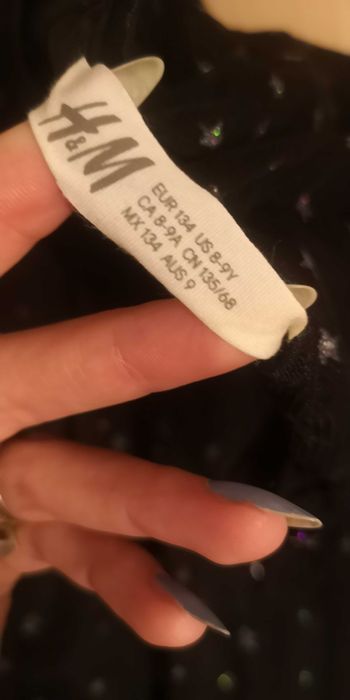 H&M
EUR 134 US 8-9Y
CA 8-9A CN 135/68
MX 134 AUS 9